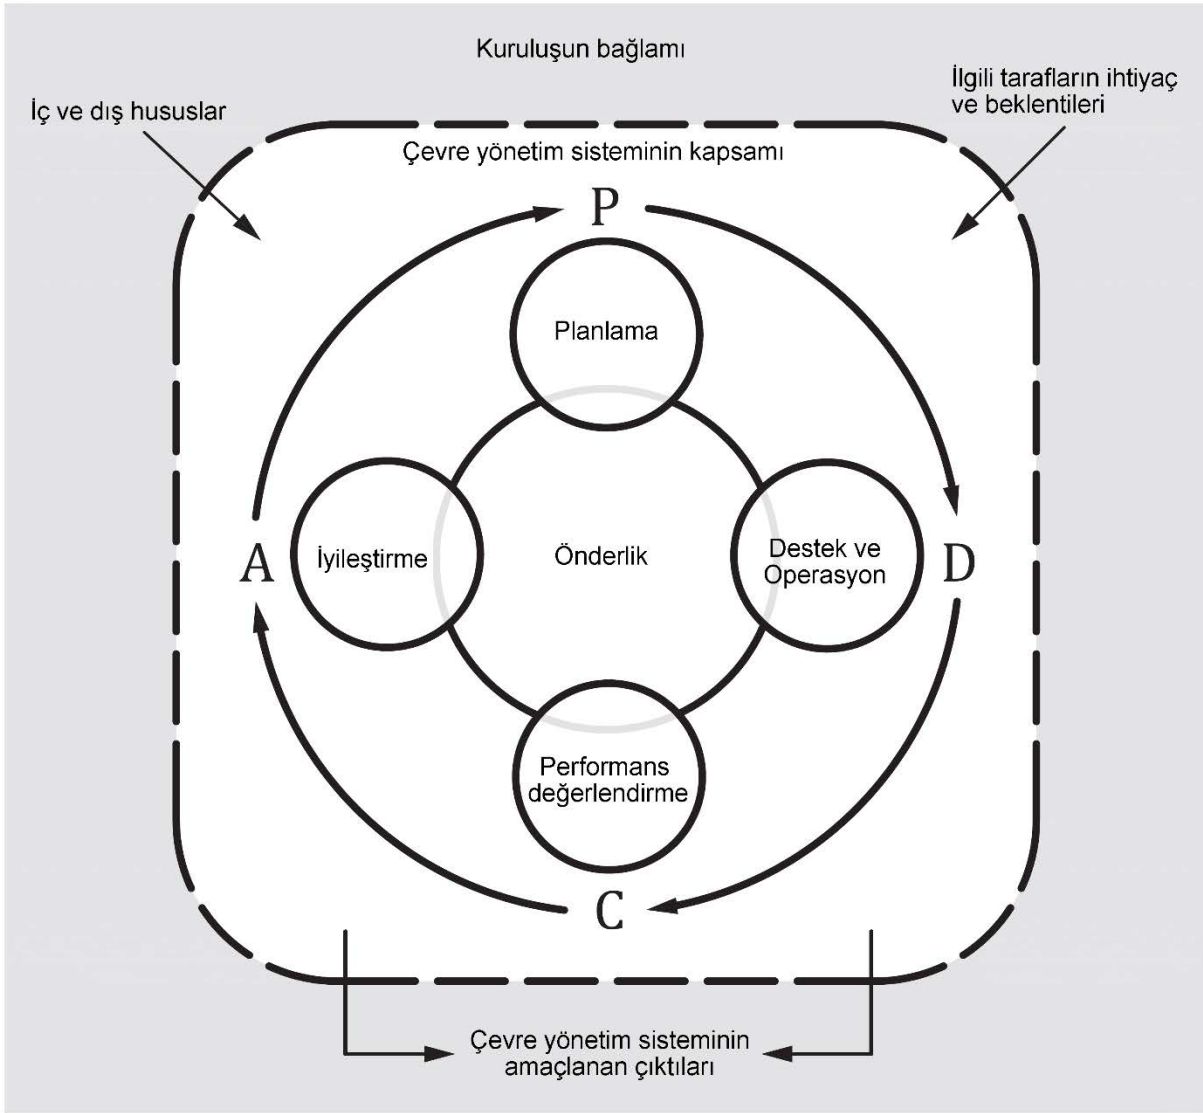 Kuruluşun bağlamı
İç ve dış hususlar
İlgili tarafların ihtiyaç
ve beklentileri
Çevre yönetim sisteminin kapsamı
P
Planlama
A
İyileştirme
Önderlik
Destek ve
Operasyon
D
Performans
değerlendirme
C
Çevre yönetim sisteminin
amaçlanan çıktıları